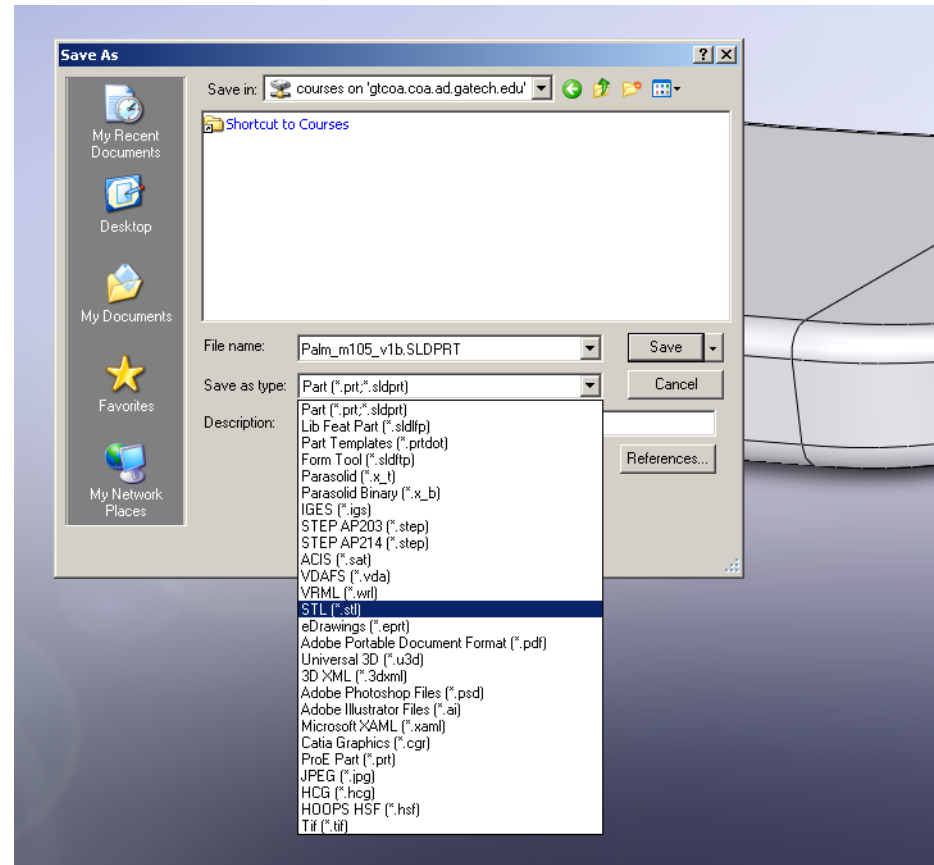 Save As
Save in: courses on 'gtcoa.coa.ad.gatech.edu'
My Recent
Documents
Desktop
My Documents
Favorites
My Network
Places
Shortcut to Courses
File name: Palm_m105_v1b.SLDPRT Save
Save as type: Part (*.prt;*.sldprt) Cancel
Description:
References...
Part (*.prt;*.sldprt)
Lib Feat Part (*.sldlfp)
Part Templates (*.prtdot)
Form Tool (*.sldftp)
Parasolid (*.x_t)
Parasolid Binary (*.x_b)
IGES (*.igs)
STEP AP203 (*.step)
STEP AP214 (*.step)
ACIS (*.sat)
VDAFS (*.vda)
VRML (*.wrl)
STL (*.stl)
eDrawings (*.eprt)
Adobe Portable Document Format (*.pdf)
Universal 3D (*.u3d)
3D XML (*.3dxml)
Adobe Photoshop Files (*.psd)
Adobe Illustrator Files (*.ai)
Microsoft XAML (*.xaml)
Catia Graphics (*.cgr)
ProE Part (*.prt)
JPEG (*.jpg)
HCG (*.hcg)
HOOPS HSF (*.hsf)
Tif (*.tif)